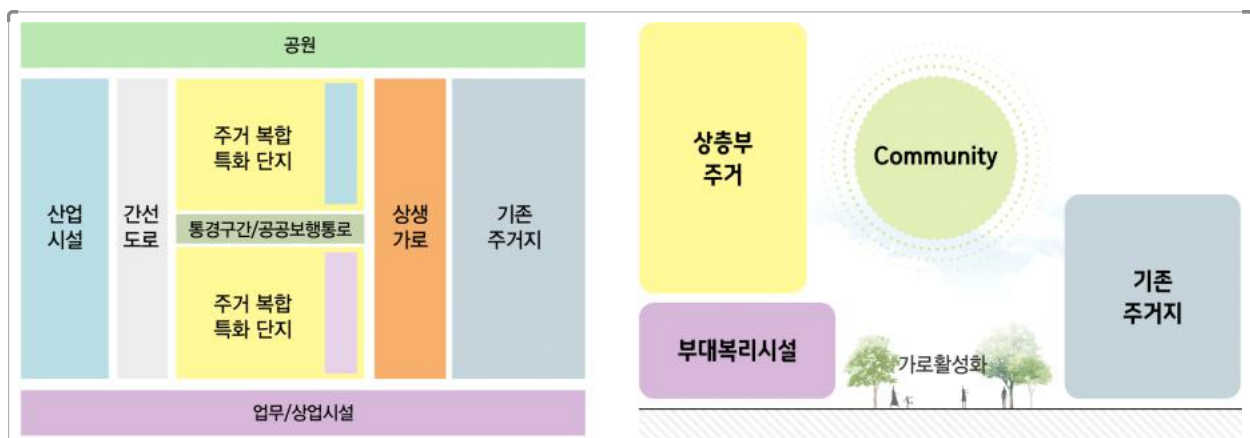 공원
산업
시설
간선
도로
주거 복합
특화 단지
통경구간/공공보행통로
주거 복합
특화 단지
상생
가로
기존
주거지
업무/상업시설
상층부
주거
Community
부대복리시설
가로활성화
기존
주거지